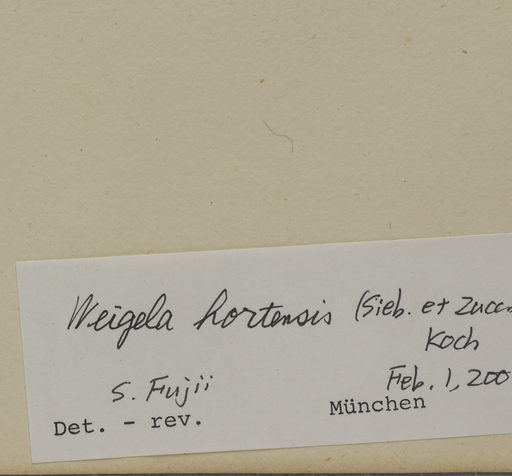 Weigela hortensis (Sieb. et Zucc.
Koch
S. Fujii Feb. 1, 200
Det. - rev. München